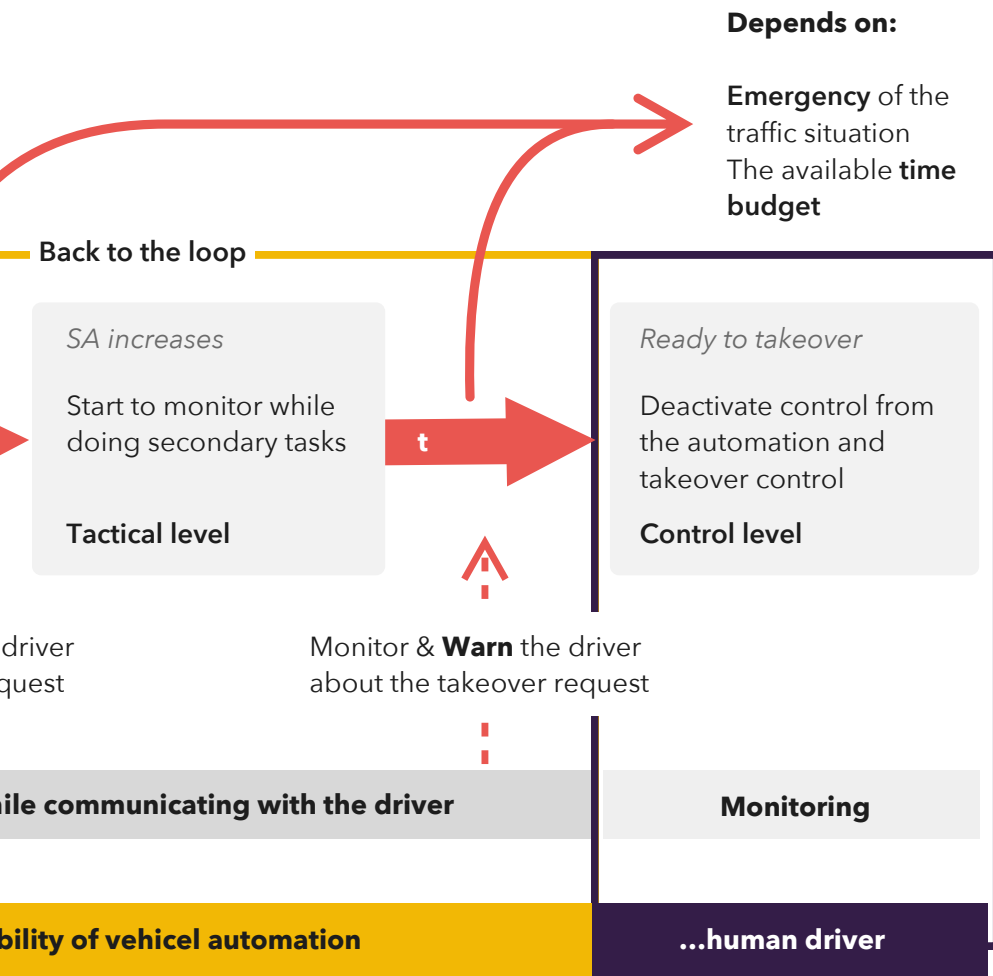 Depends on:
Emergency of the
traffic situation
The available time
budget
Back to the loop
SA increases
Start to monitor while
doing secondary tasks
Tactical level
t
Ready to takeover
Deactivate control from
the automation and
takeover control
Control level
driver
quest
Monitor & Warn the driver
about the takeover request
ile communicating with the driver
Monitoring
bility of vehicel automation
...human driver